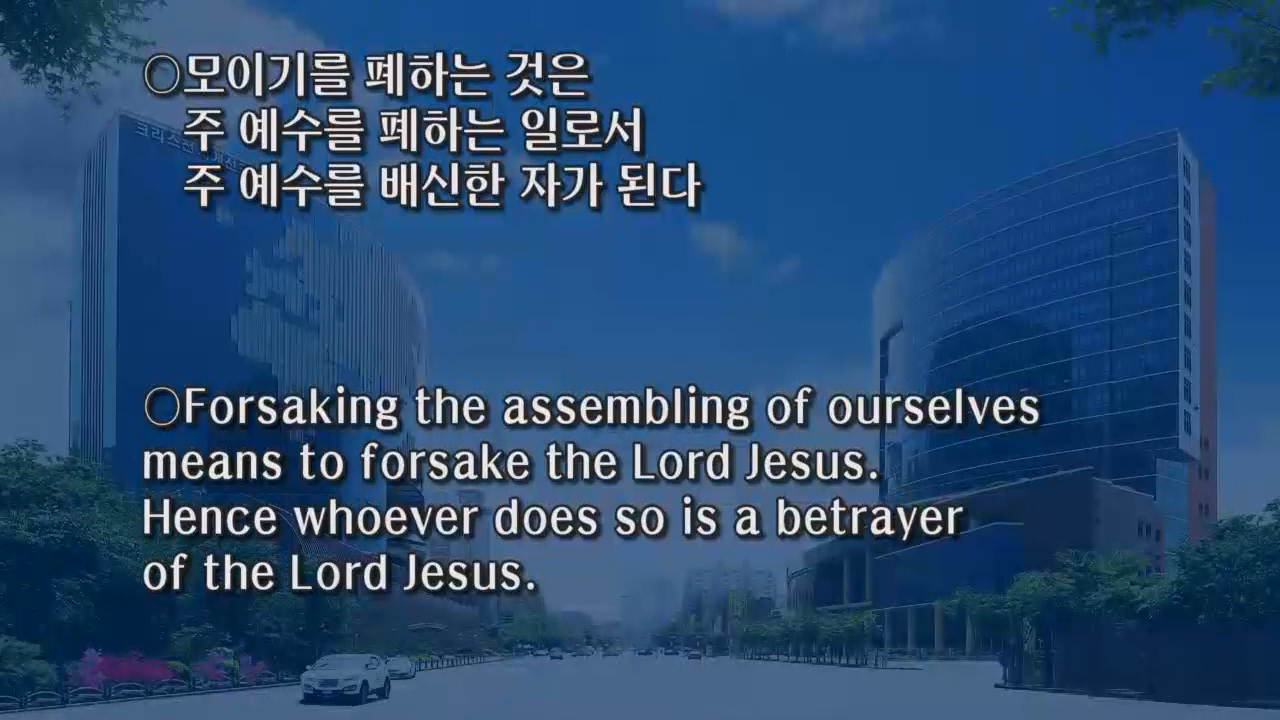 ○모이기를 폐하는 것은
주 예수를 폐하는 일로서
주 예수를 배신한 자가 된다
○Forsaking the assembling of ourselves
means to forsake the Lord Jesus.
Hence whoever does so is a betrayer
of the Lord Jesus.